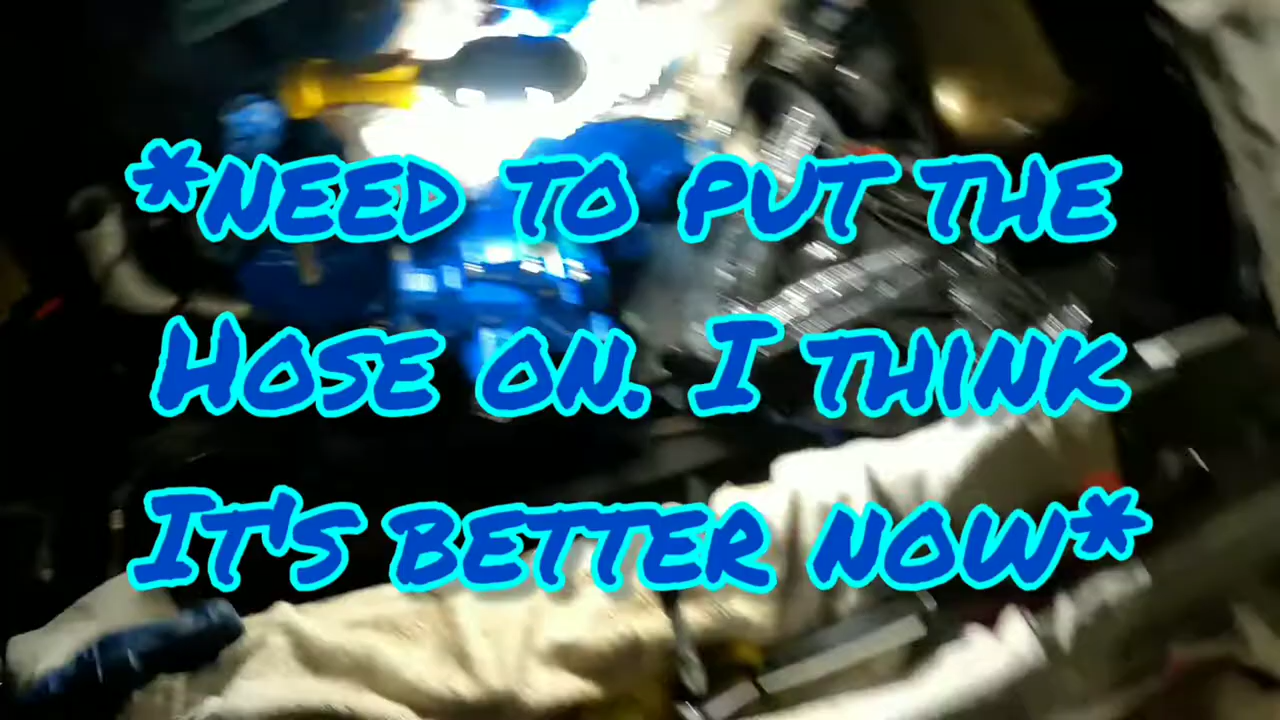 *need to put the
Hose on. I think
It's better now*